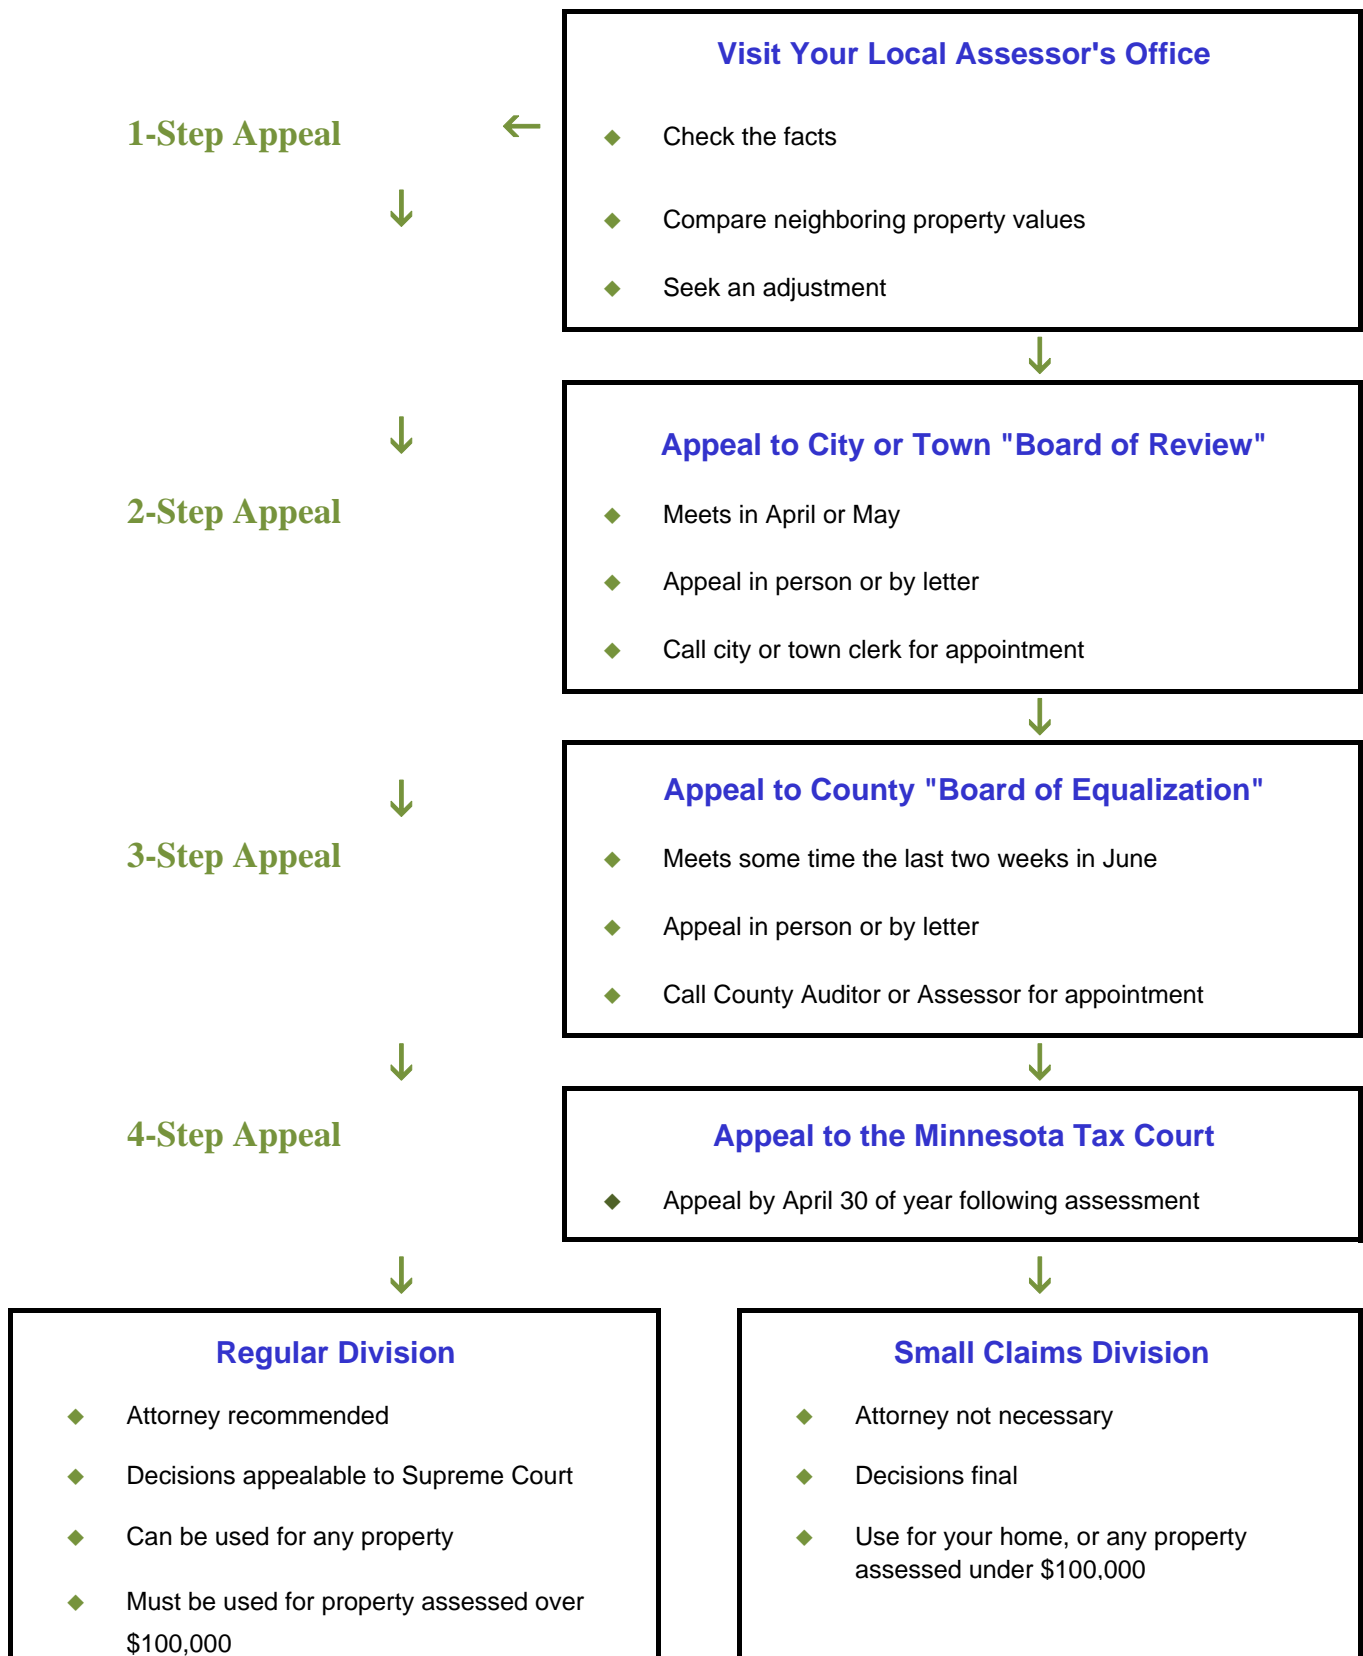 Visit Your Local Assessor's Office
1-Step Appeal
←
◆ Check the facts
↓
◆ Compare neighboring property values
◆ Seek an adjustment
↓
↓
Appeal to City or Town "Board of Review"
2-Step Appeal
◆ Meets in April or May
◆ Appeal in person or by letter
◆ Call city or town clerk for appointment
↓
↓
Appeal to County "Board of Equalization"
3-Step Appeal
◆ Meets some time the last two weeks in June
◆ Appeal in person or by letter
◆ Call County Auditor or Assessor for appointment
↓
↓
4-Step Appeal
Appeal to the Minnesota Tax Court
◆ Appeal by April 30 of year following assessment
↓
↓
Regular Division
◆ Attorney recommended
◆ Decisions appealable to Supreme Court
◆ Can be used for any property
◆ Must be used for property assessed over
$100,000
Small Claims Division
◆ Attorney not necessary
◆ Decisions final
◆ Use for your home, or any property
assessed under $100,000